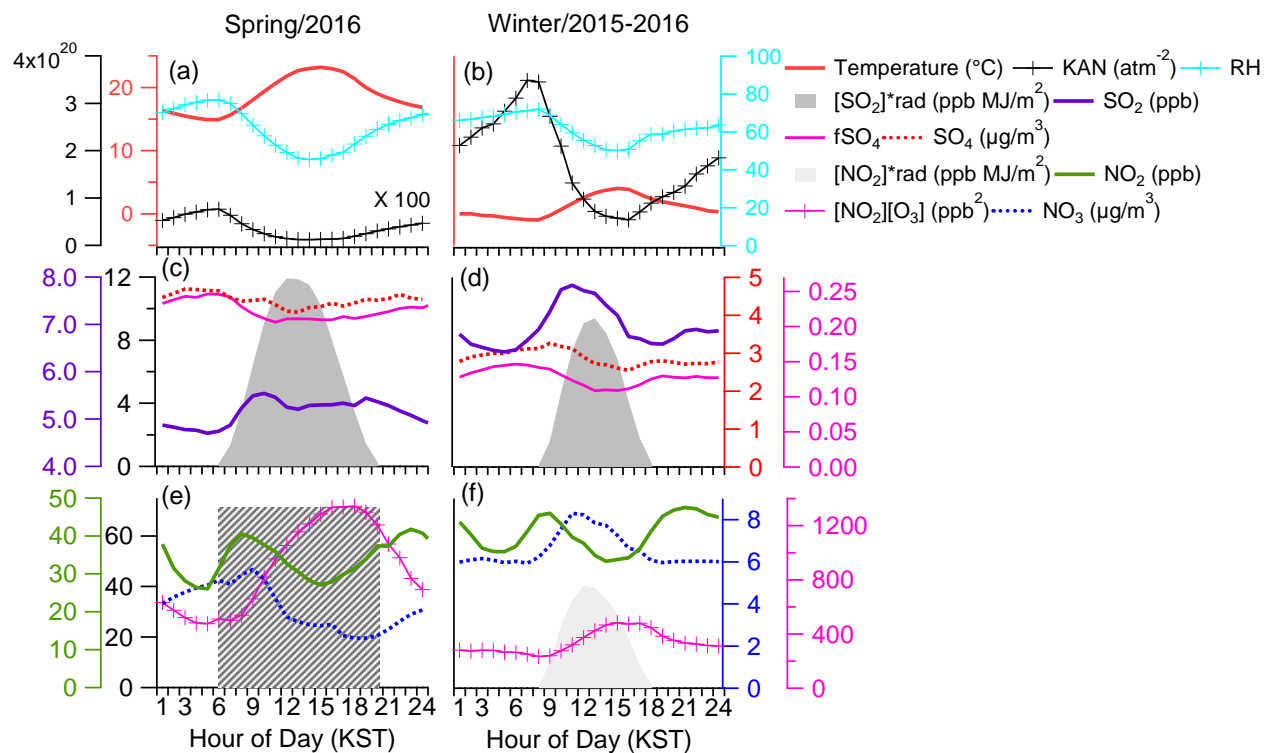 Spring/2016 Winter/2015-2016
4x10^20 3 2 1 0
20 10 0
(a) X 100
(b)
100 80 60 40 20 0
Temperature (°C) KAN (atm^-2) RH
[SO2]*rad (ppb MJ/m^2) SO2 (ppb)
fSO4 SO4 (µg/m^3)
[NO2]*rad (ppb MJ/m^2) NO2 (ppb)
[NO2][O3] (ppb^2) NO3 (µg/m^3)
8.0 7.0 6.0 5.0 4.0
12 8 4 0
(c)
(d)
5 4 3 2 1 0
0.25 0.20 0.15 0.10 0.05 0.00
50 40 30 20 10 0
60 40 20 0
(e)
(f)
8 6 4 2 0
1200 800 400 0
1 3 6 9 12 15 18 21 24
1 3 6 9 12 15 18 21 24
Hour of Day (KST) Hour of Day (KST)